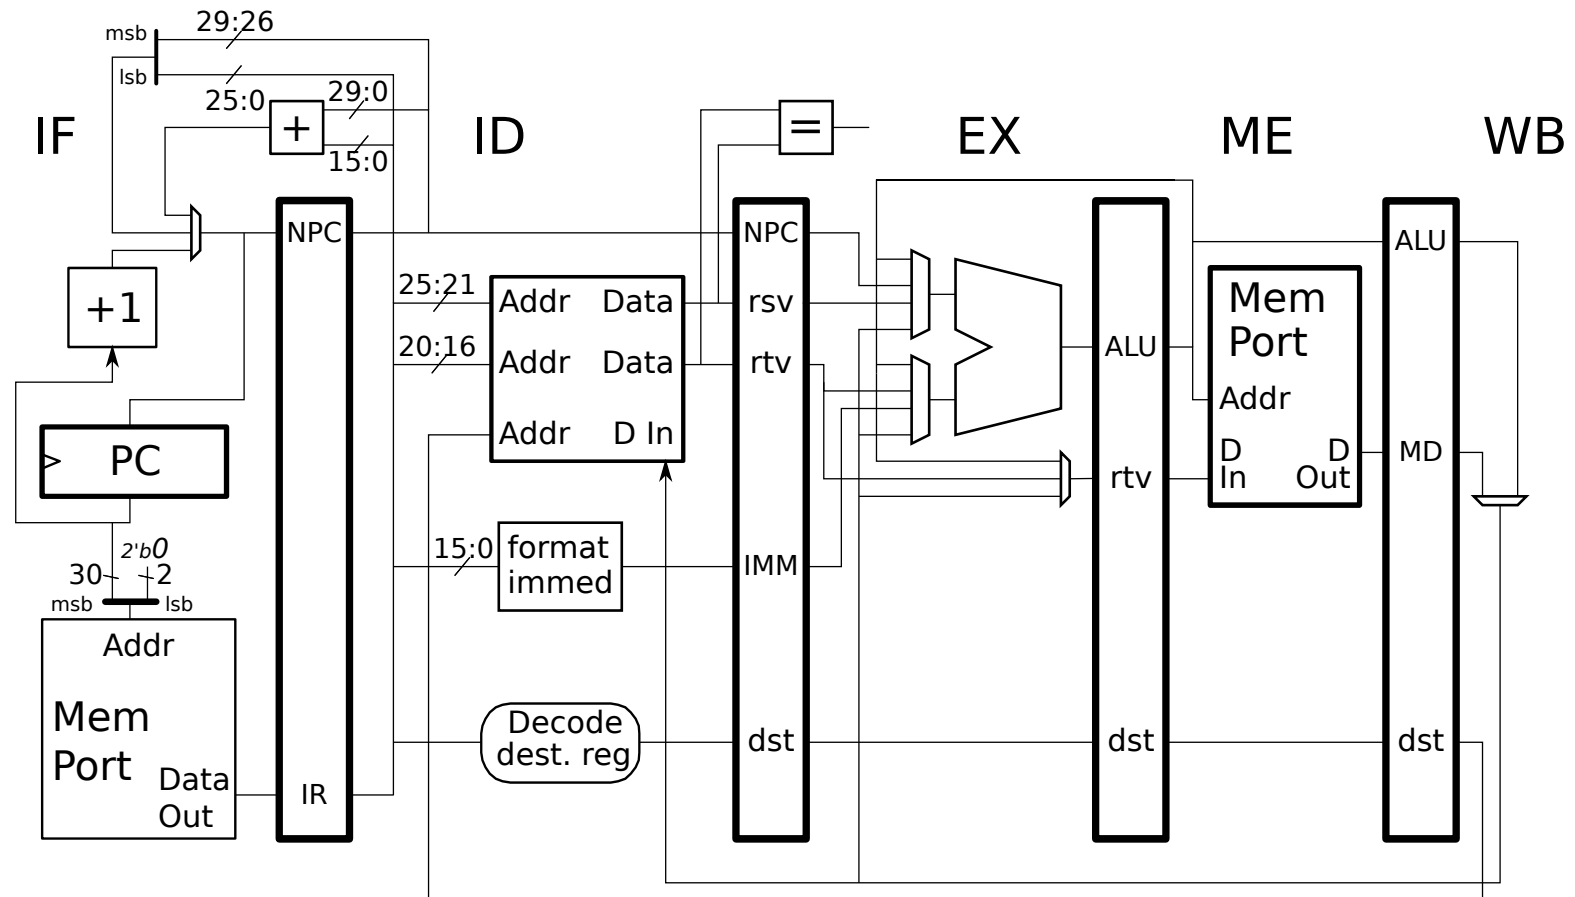 29:26
msb
lsb
25:0
29:0
+
15:0
=
IF
ID
EX
ME
WB
NPC
NPC
ALU
+1
25:21
Addr
Data
rsv
20:16
Addr
Data
rtv
Addr
D In
ALU
Mem
Port
Addr
D
In
D
Out
MD
rtv
PC
2'b0
30
2
msb
lsb
15:0
format
immed
IMM
Addr
Mem
Port
Data
Out
IR
Decode
dest. reg
dst
dst
dst